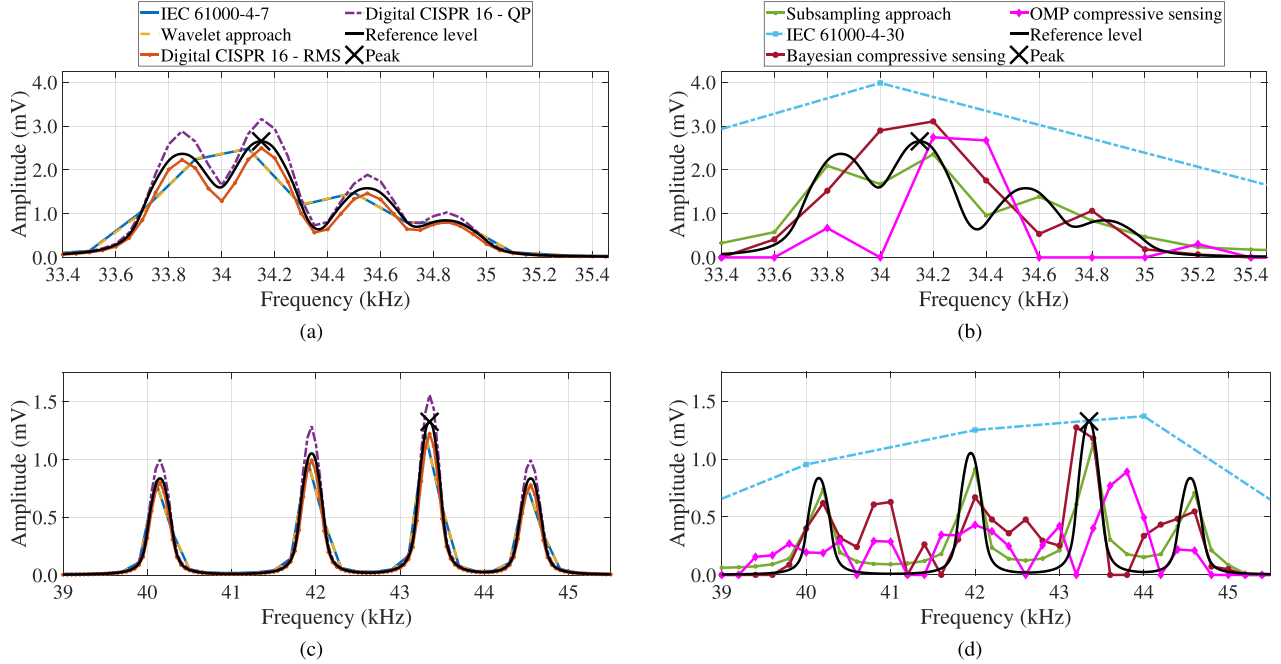 IEC 61000-4-7
Digital CISPR 16 - QP
Wavelet approach
Reference level
Digital CISPR 16 - RMS
Peak
4.0
3.0
2.0
1.0
0.0
Amplitude (mV)
33.4 33.6 33.8 34 34.2 34.4 34.6 34.8 35 35.2 35.4
Frequency (kHz)
(a)
Subsampling approach
OMP compressive sensing
IEC 61000-4-30
Reference level
Bayesian compressive sensing
Peak
4.0
3.0
2.0
1.0
0.0
Amplitude (mV)
33.4 33.6 33.8 34 34.2 34.4 34.6 34.8 35 35.2 35.4
Frequency (kHz)
(b)
1.5
1.0
0.5
0.0
Amplitude (mV)
39 40 41 42 43 44 45
Frequency (kHz)
(c)
1.5
1.0
0.5
0.0
Amplitude (mV)
39 40 41 42 43 44 45
Frequency (kHz)
(d)